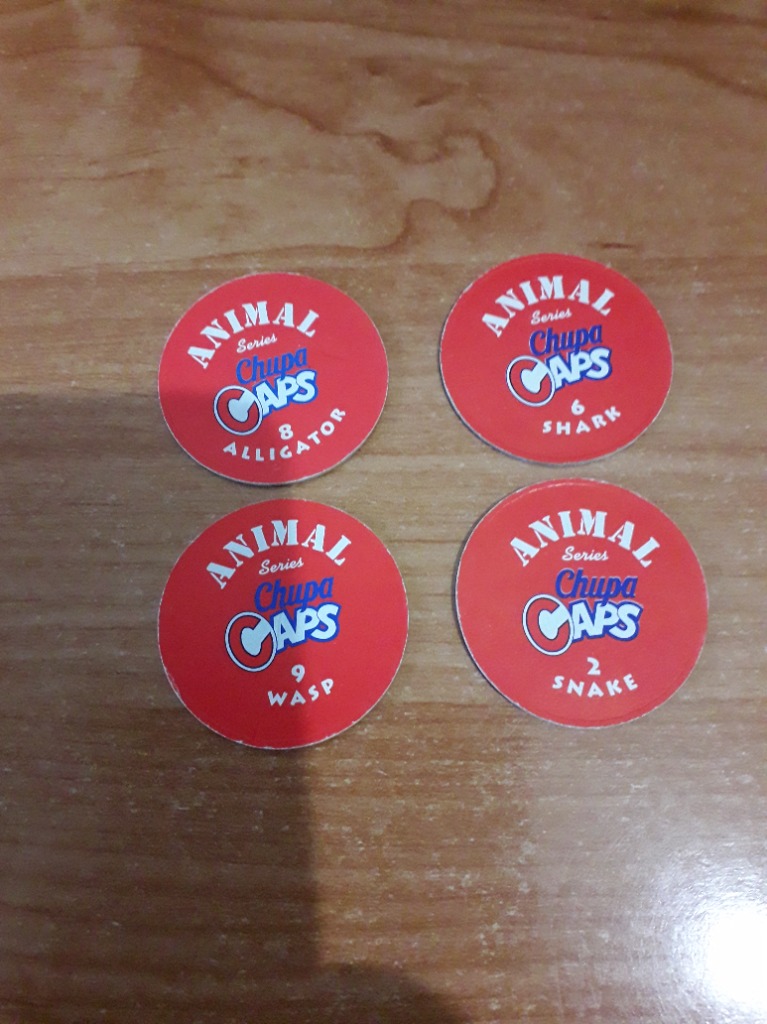 ANIMAL
Series
Chupa
CAPS
8
ALLIGATOR
ANIMAL
Series
Chupa
CAPS
6
SHARK
ANIMAL
Series
Chupa
CAPS
9
WASP
ANIMAL
Series
Chupa
CAPS
2
SNAKE